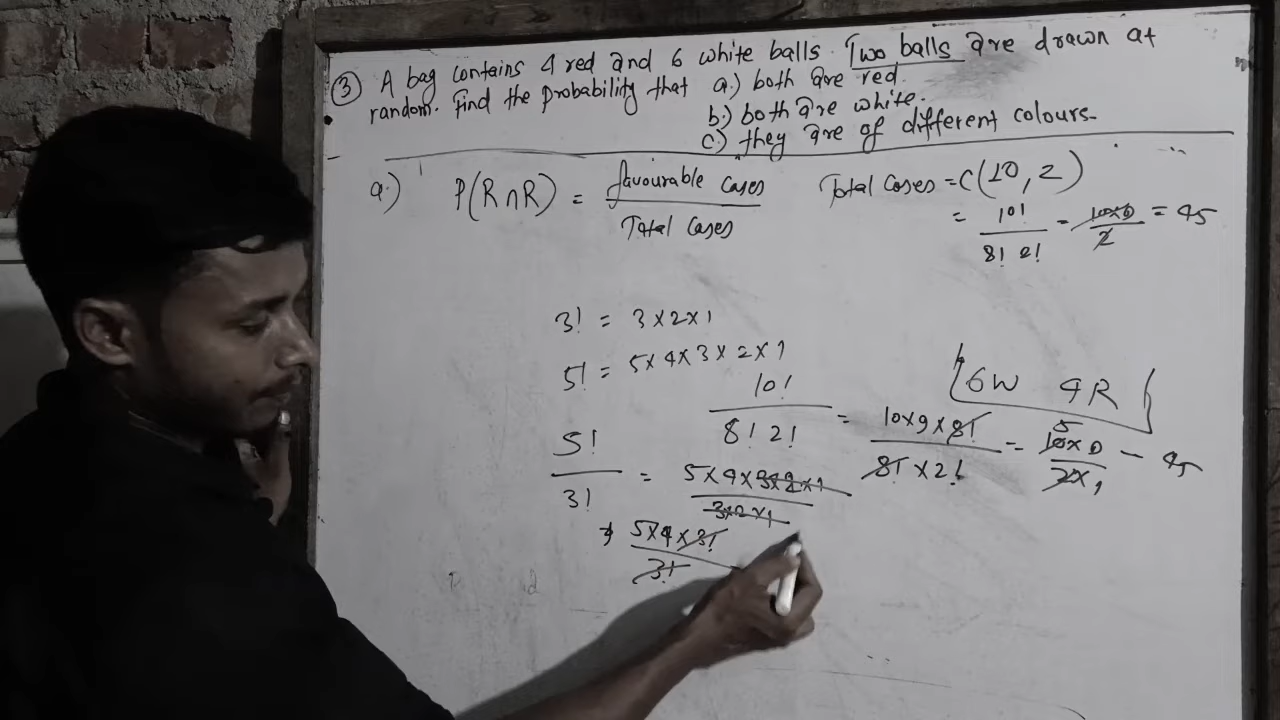 ③ A bag contains 4 red and 6 white balls. Two balls are drawn at
random. Find the probability that a.) both are red.
b.) both are white.
c.) they are of different colours.
a.) P(R∩R) = favourable cases / Total cases
Total cases = C(10, 2)
= 10! / 8! 2! = 10×9 / 2 = 45
3! = 3×2×1
5! = 5×4×3×2×1
{6W 4R}
10! / 8! 2! = 10×9×8! / 8!×2! = 10×9 / 2×1 = 45
5! / 3! = 5×4×3×2×1 / 3×2×1
= 5×4×3! / 3!